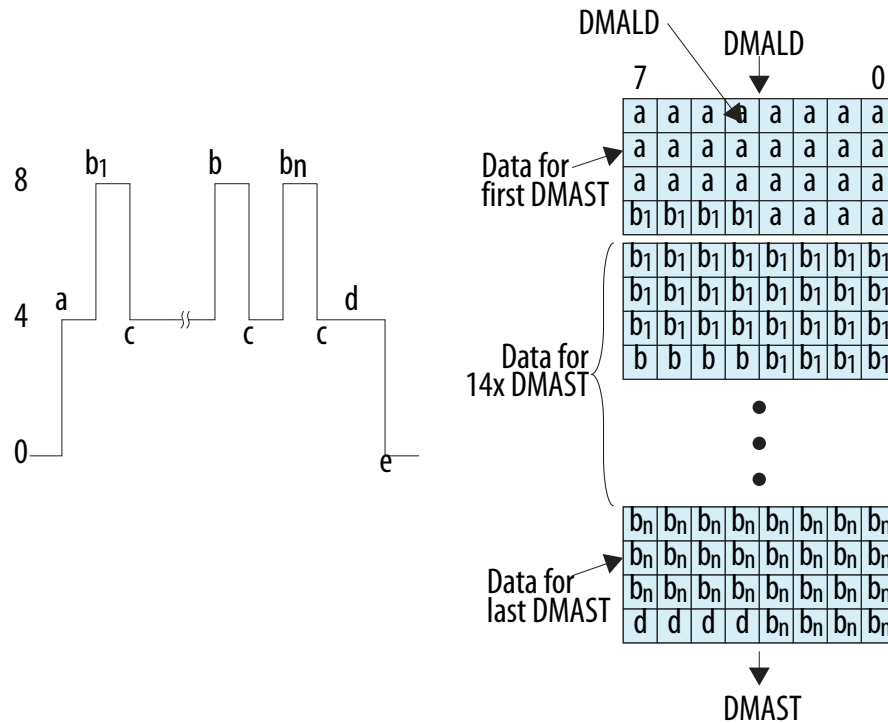 8
4
0
a
b1
c
b
c
bn
c
d
e
DMALD
DMALD
7 0
a a a a a a a a
a a a a a a a a
a a a a a a a a
b1 b1 b1 b1 a a a a
Data for
first DMAST
b1 b1 b1 b1 b1 b1 b1 b1
b1 b1 b1 b1 b1 b1 b1 b1
b1 b1 b1 b1 b1 b1 b1 b1
b b b b b1 b1 b1 b1
Data for
14x DMAST
bn bn bn bn bn bn bn bn
bn bn bn bn bn bn bn bn
bn bn bn bn bn bn bn bn
d d d d bn bn bn bn
Data for
last DMAST
DMAST